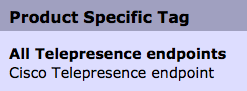 Product Specific Tag
All Telepresence endpoints
Cisco Telepresence endpoint